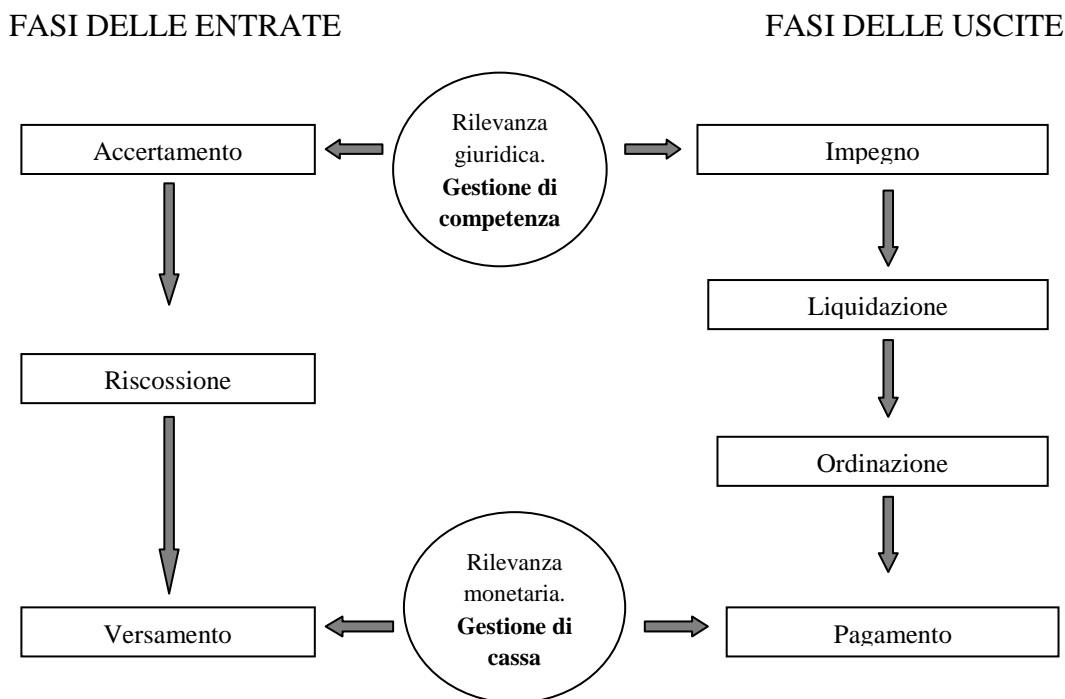 FASI DELLE ENTRATE
FASI DELLE USCITE
Accertamento
Rilevanza
giuridica.
Gestione di
competenza
Impegno
Liquidazione
Riscossione
Ordinazione
Rilevanza
monetaria.
Gestione di
cassa
Versamento
Pagamento